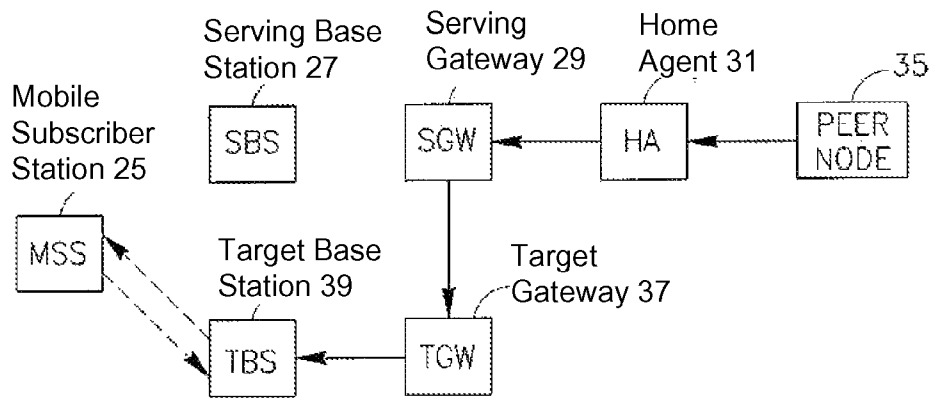 Serving Base
Station 27
Serving
Gateway 29
Home
Agent 31
35
Mobile
Subscriber
Station 25
SBS
SGW
HA
PEER
NODE
MSS
Target Base
Station 39
Target
Gateway 37
TBS
TGW